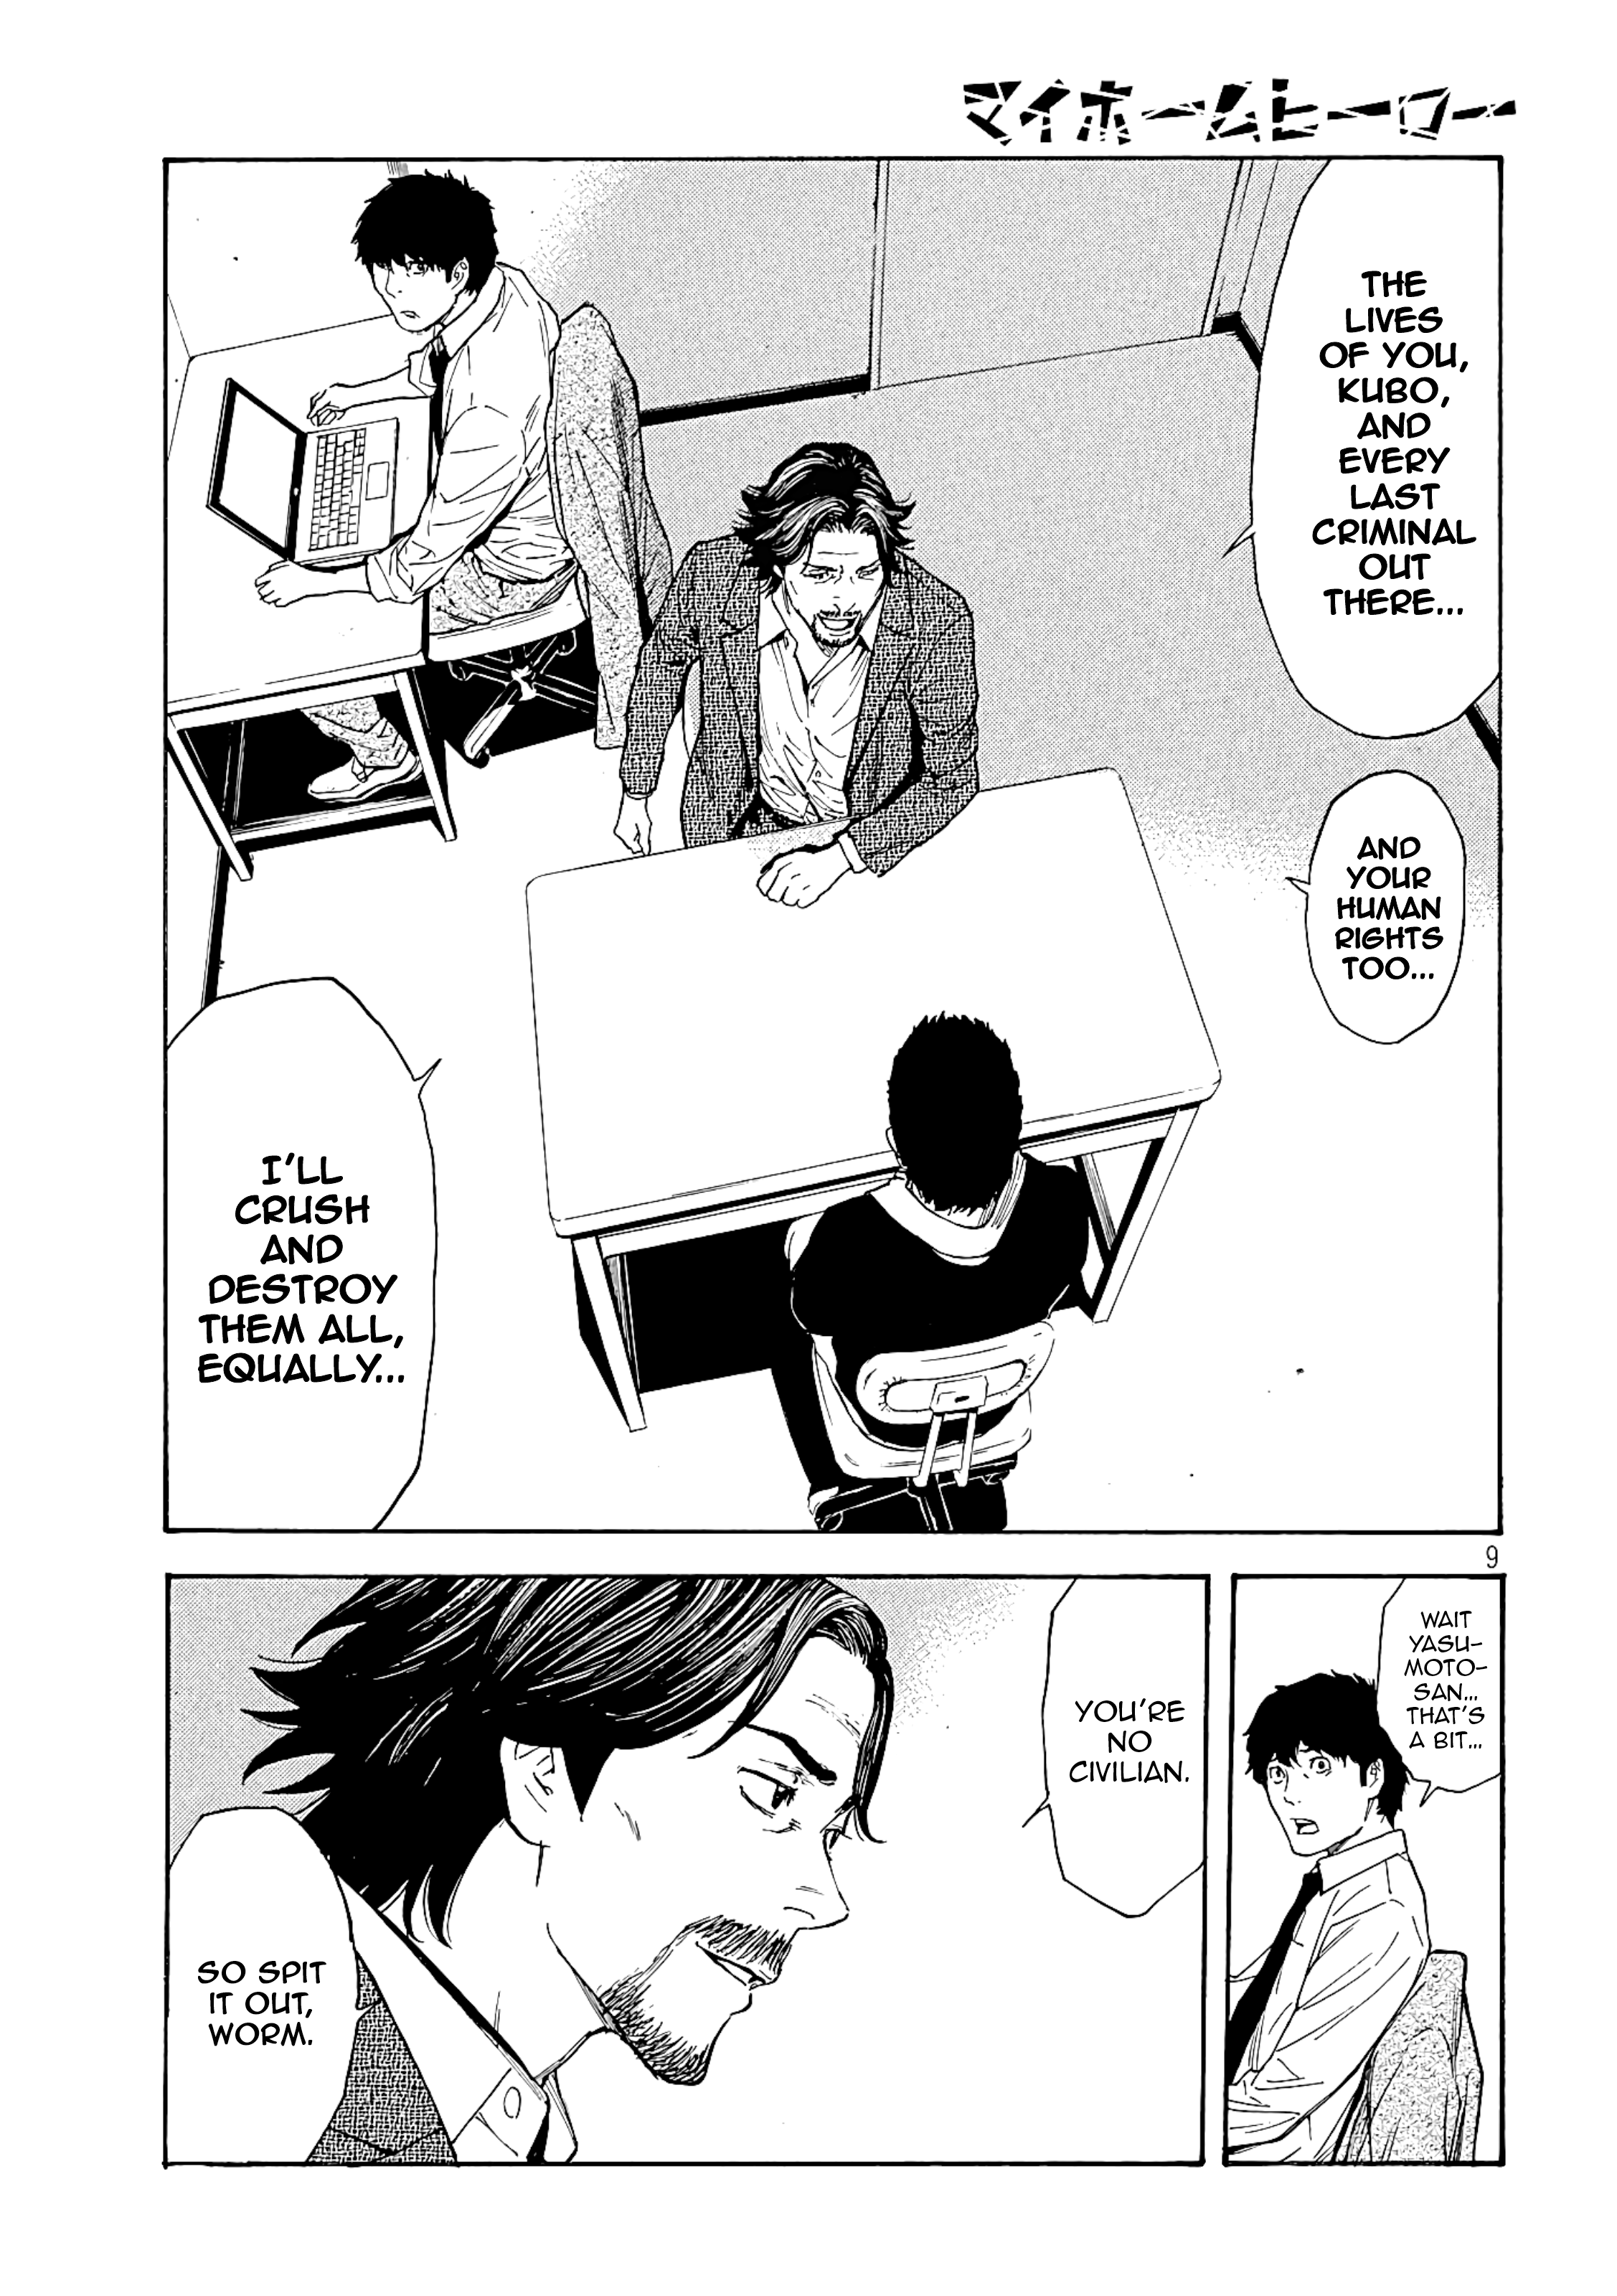 マイホームヒーロー
THE
LIVES
OF YOU,
KUBO,
AND
EVERY
LAST
CRIMINAL
OUT
THERE...
AND
YOUR
HUMAN
RIGHTS
TOO...
I'LL
CRUSH
AND
DESTROY
THEM ALL,
EQUALLY...
9
WAIT
YASU-
MOTO-
SAN...
THAT'S
A BIT...
YOU'RE
NO
CIVILIAN.
SO SPIT
IT OUT,
WORM.